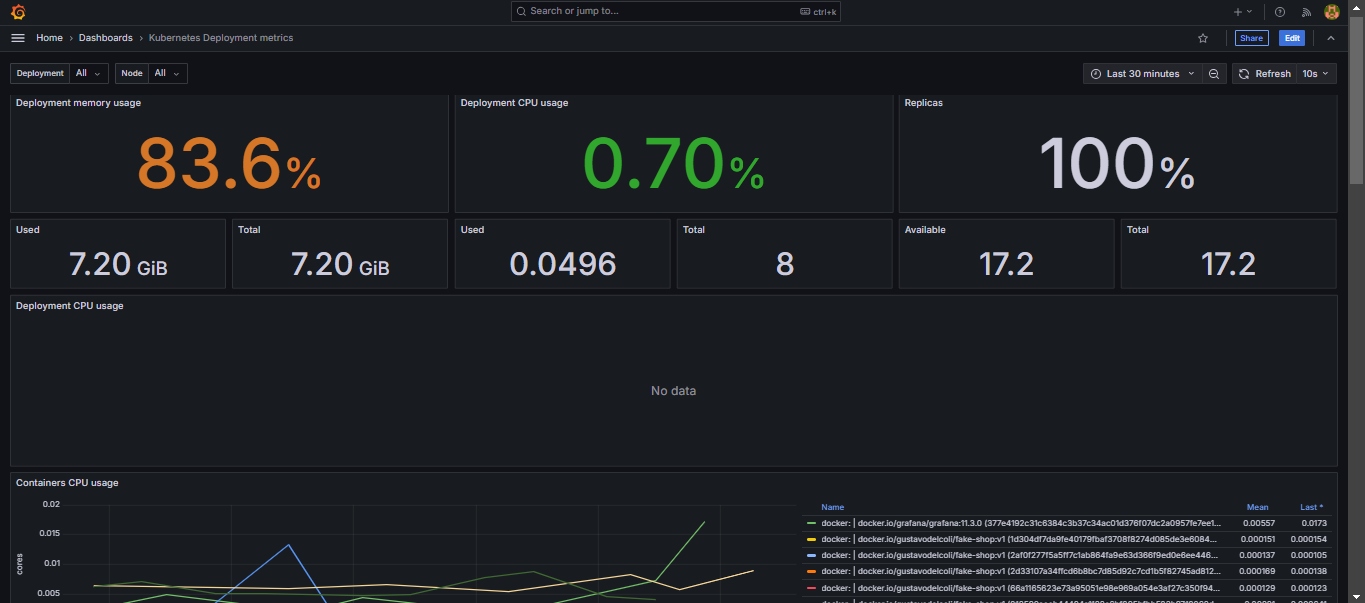 Search or jump to... ctrl+k
Home › Dashboards › Kubernetes Deployment metrics
Share Edit
Deployment All Node All
Last 30 minutes Refresh 10s
Deployment memory usage
83.6%
Deployment CPU usage
0.70%
Replicas
100%
Used
7.20 GiB
Total
7.20 GiB
Used
0.0496
Total
8
Available
17.2
Total
17.2
Deployment CPU usage
No data
Containers CPU usage
cores
0.02
0.015
0.01
0.005
Name Mean Last *
docker: | docker.io/grafana/grafana:11.3.0 (377e4192c31c6384c3b37c34ac01d376f07dc2a0957fe7ee1... 0.00557 0.0173
docker: | docker.io/gustavodelcoli/fake-shop:v1 (1d304df7da9fe40179fbaf3708f8274d085de3e6084... 0.000151 0.000154
docker: | docker.io/gustavodelcoli/fake-shop:v1 (2af0f277f5a5ff7c1ab864fa9e63d366f9ed0e6ee446... 0.000137 0.000105
docker: | docker.io/gustavodelcoli/fake-shop:v1 (2d33107a34ffcd6b8bc7d85d92c7cd1b5f82745ad812... 0.000169 0.000138
docker: | docker.io/gustavodelcoli/fake-shop:v1 (66a1165623e73a95051e98e969a054e3af27c350f94... 0.000129 0.000123